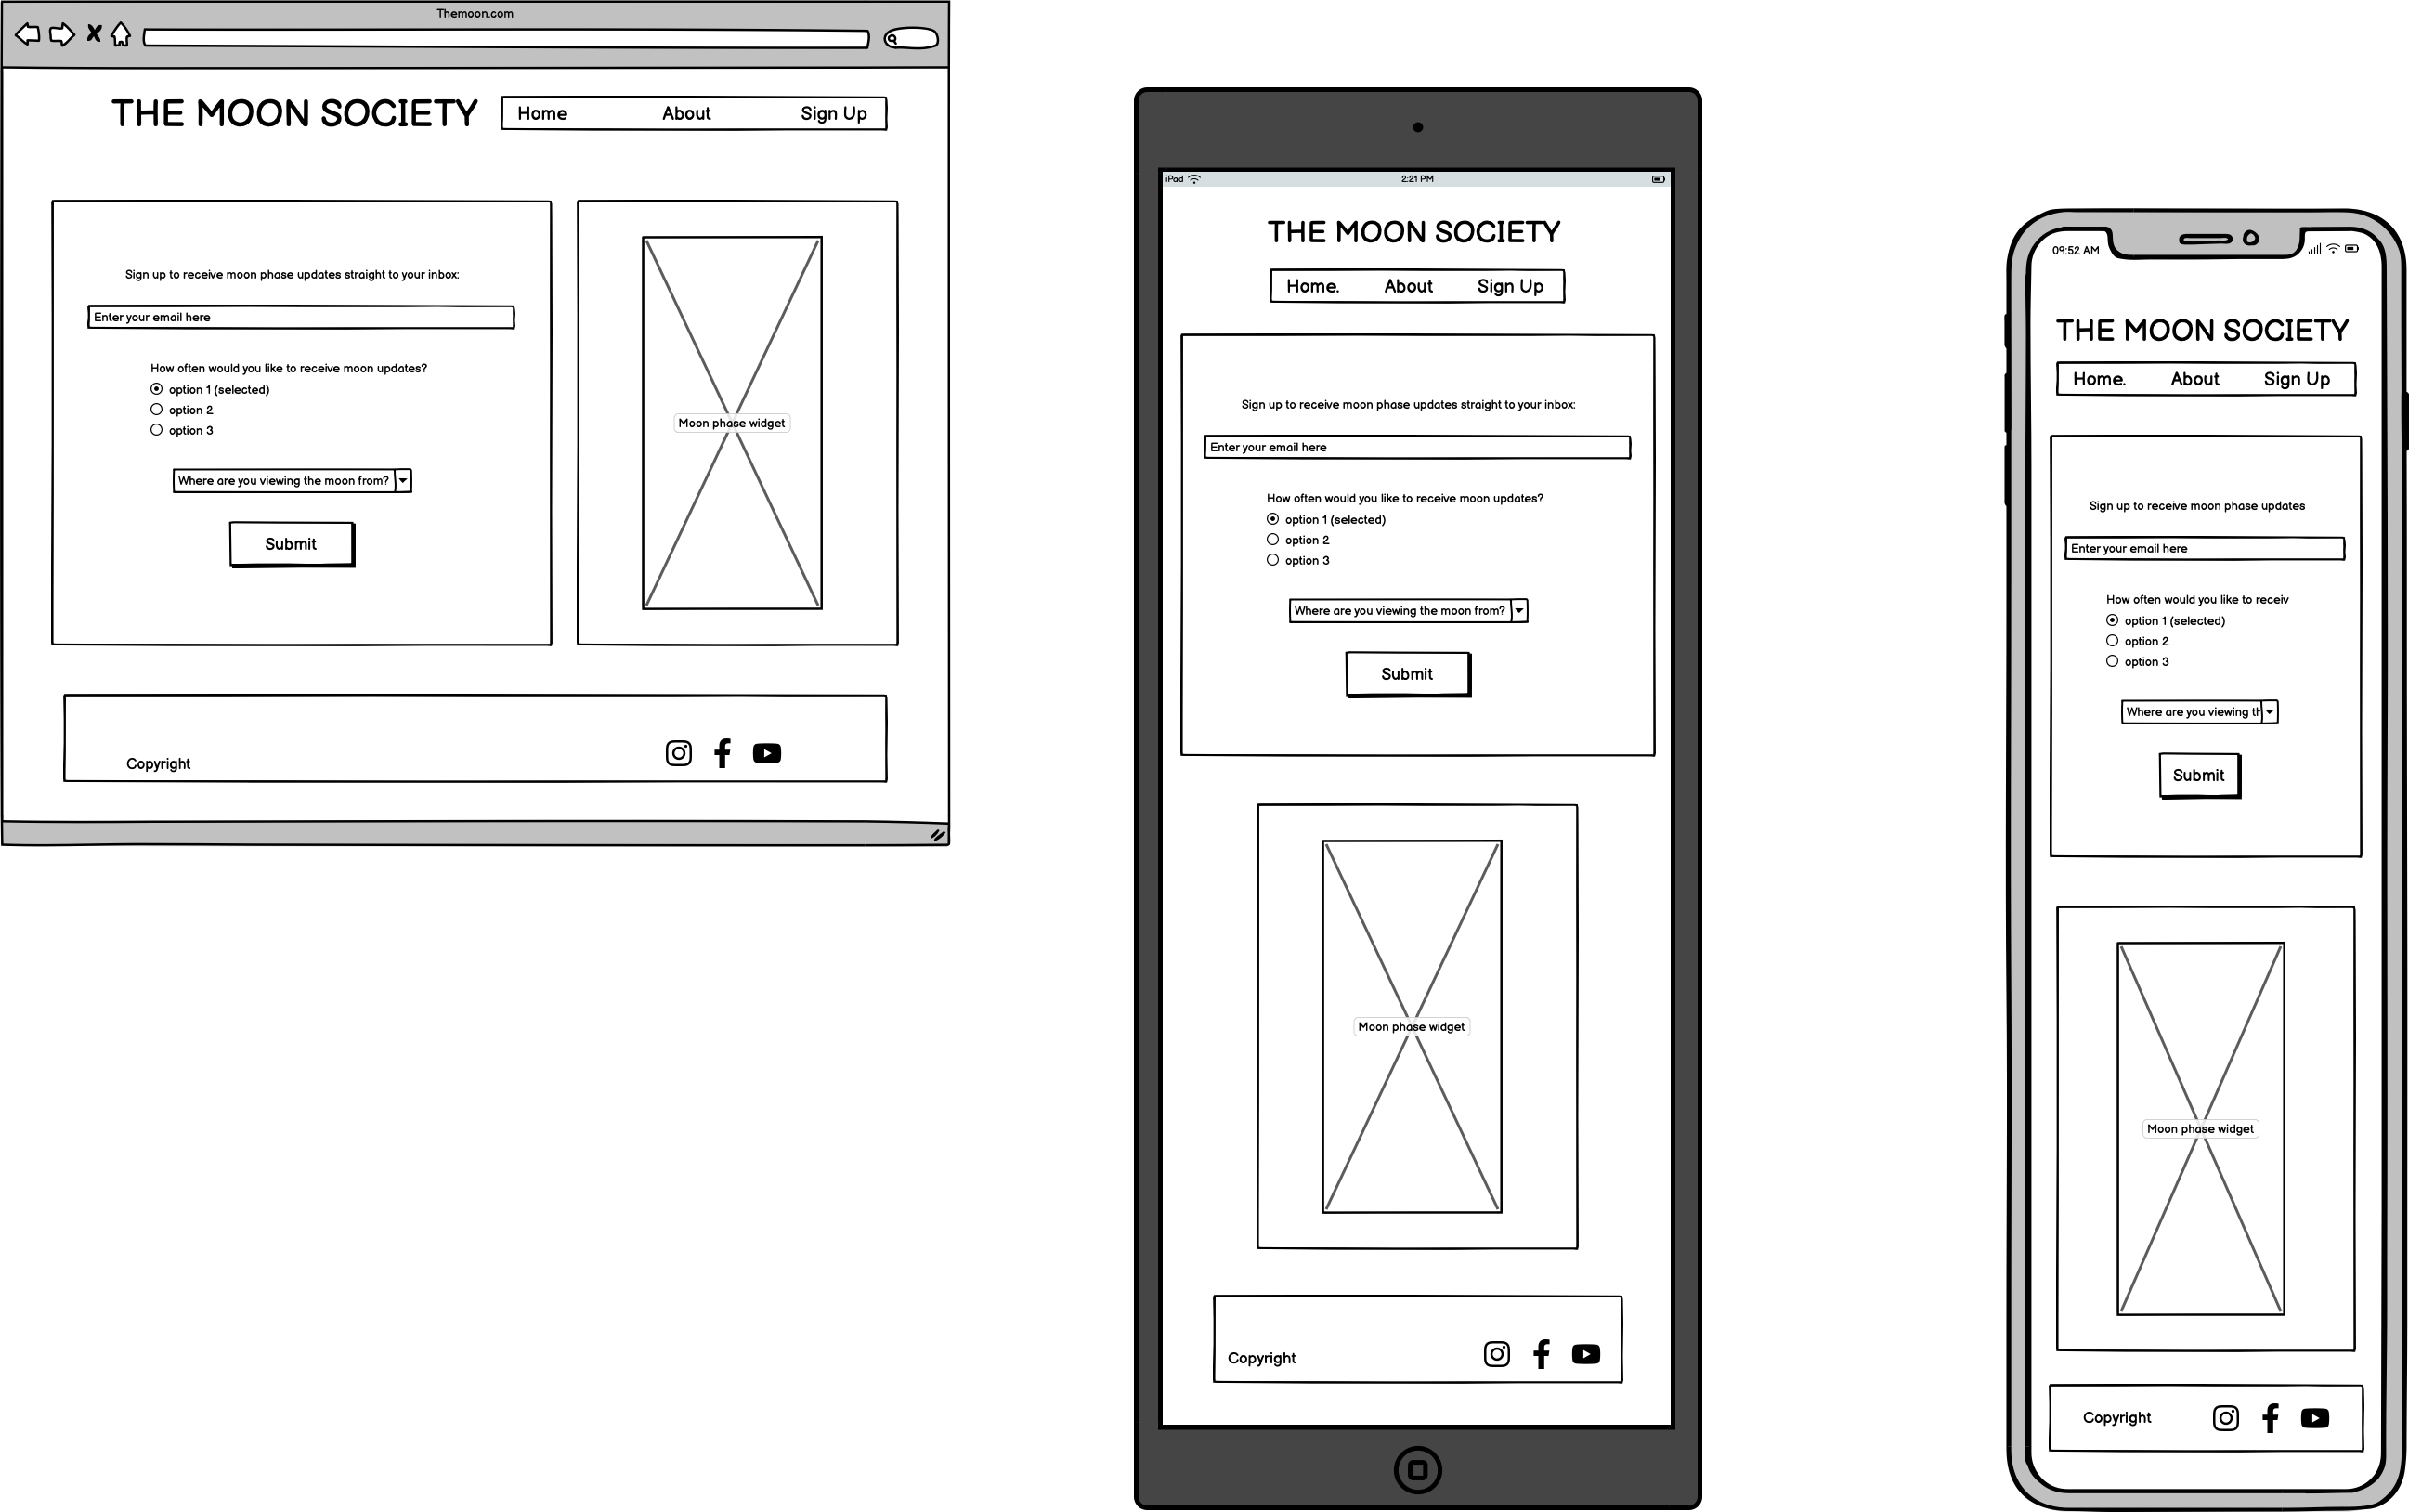 Themoon.com
THE MOON SOCIETY
Home About Sign Up
Sign up to receive moon phase updates straight to your inbox:
Enter your email here
How often would you like to receive moon updates?
option 1 (selected)
option 2
option 3
Where are you viewing the moon from?
Submit
Moon phase widget
Copyright
iPad 2:21 PM
THE MOON SOCIETY
Home. About Sign Up
Sign up to receive moon phase updates straight to your inbox:
Enter your email here
How often would you like to receive moon updates?
option 1 (selected)
option 2
option 3
Where are you viewing the moon from?
Submit
Moon phase widget
Copyright
09:52 AM
THE MOON SOCIETY
Home. About Sign Up
Sign up to receive moon phase updates
Enter your email here
How often would you like to receiv
option 1 (selected)
option 2
option 3
Where are you viewing th
Submit
Moon phase widget
Copyright